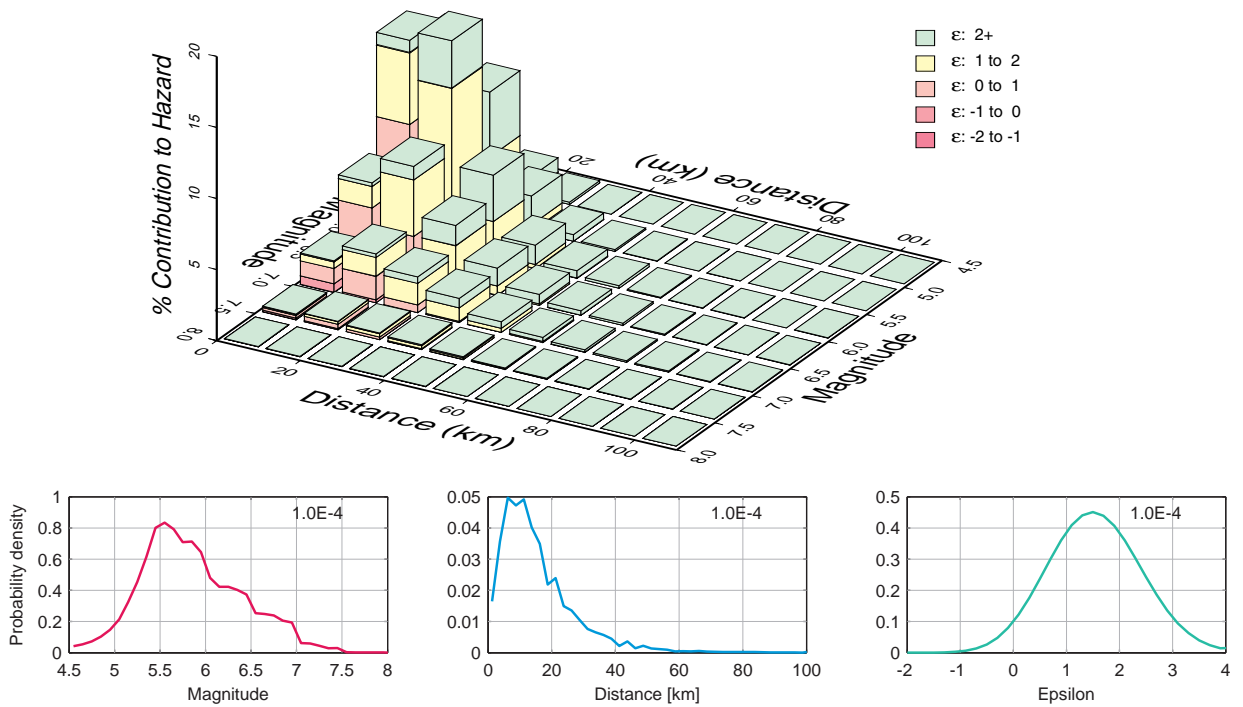 ε: 2+
ε: 1 to 2
ε: 0 to 1
ε: -1 to 0
ε: -2 to -1
% Contribution to Hazard
0
5
10
15
20
Magnitude
8.0
7.5
7.0
Distance (km)
20
40
60
80
100
Distance (km)
20
40
60
80
100
Magnitude
4.5
5.0
5.5
6.0
6.5
7.0
7.5
8.0
Probability density
1
0.8
0.6
0.4
0.2
0
1.0E-4
4.5 5 5.5 6 6.5 7 7.5 8
Magnitude
0.05
0.04
0.03
0.02
0.01
0
1.0E-4
0 20 40 60 80 100
Distance [km]
0.5
0.4
0.3
0.2
0.1
0
1.0E-4
-2 -1 0 1 2 3 4
Epsilon